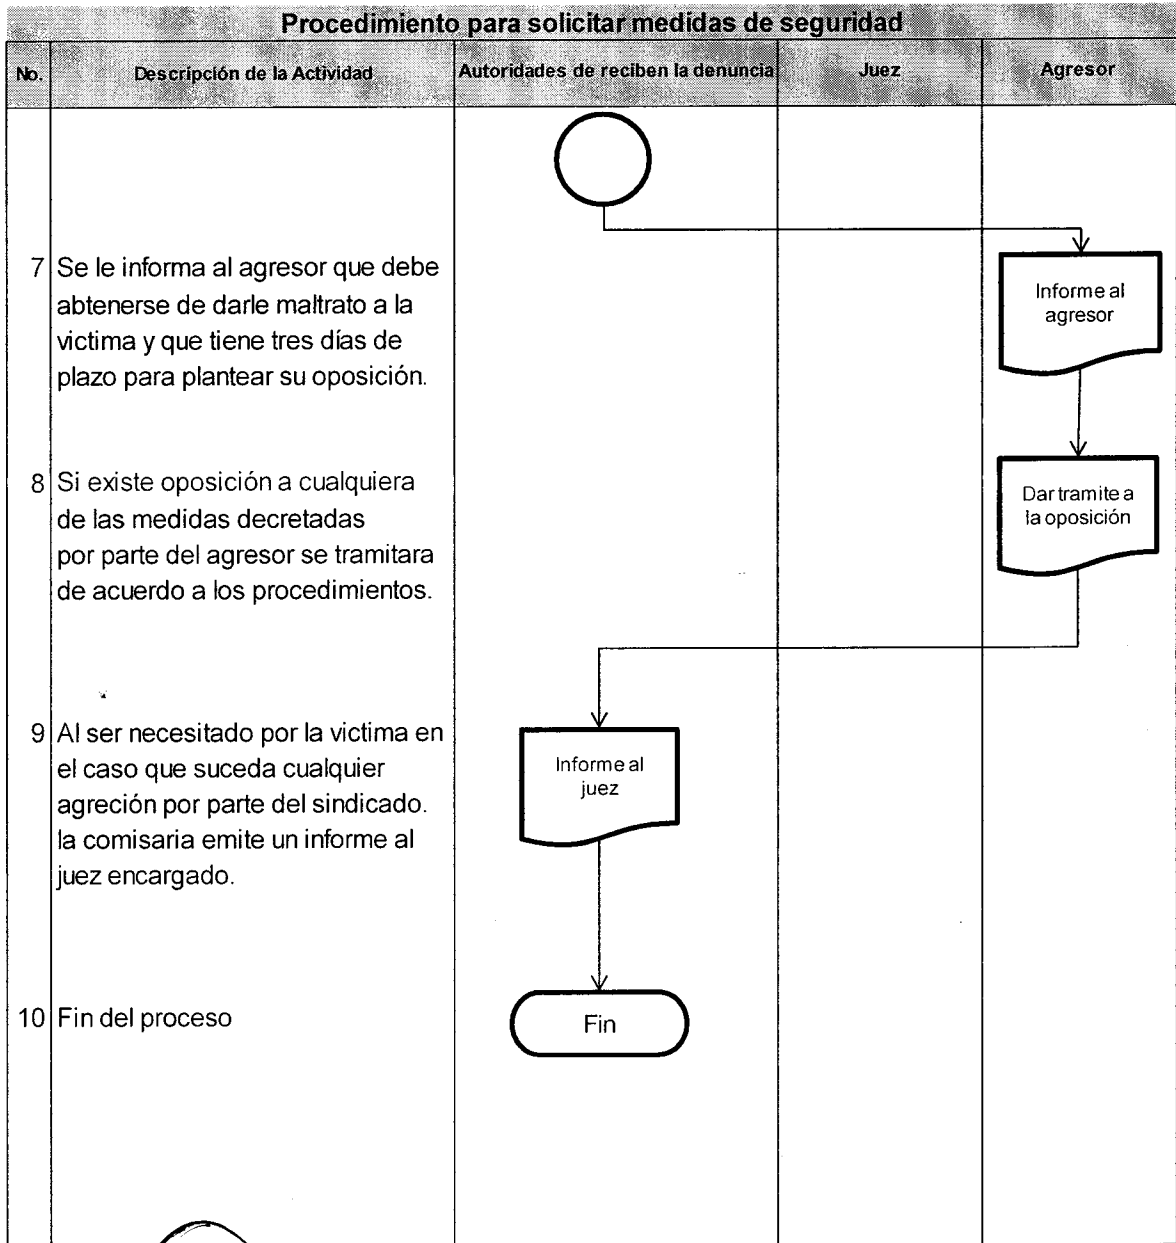 Procedimiento para solicitar medidas de seguridad
No.
Descripción de la Actividad
Autoridades de reciben la denuncia
Juez
Agresor
7 Se le informa al agresor que debe
abtenerse de darle maltrato a la
victima y que tiene tres días de
plazo para plantear su oposición.
Informe al
agresor
8 Si existe oposición a cualquiera
de las medidas decretadas
por parte del agresor se tramitara
de acuerdo a los procedimientos.
Dar tramite a
la oposición
9 Al ser necesitado por la victima en
el caso que suceda cualquier
agreción por parte del sindicado.
la comisaria emite un informe al
juez encargado.
Informe al
juez
10 Fin del proceso
Fin